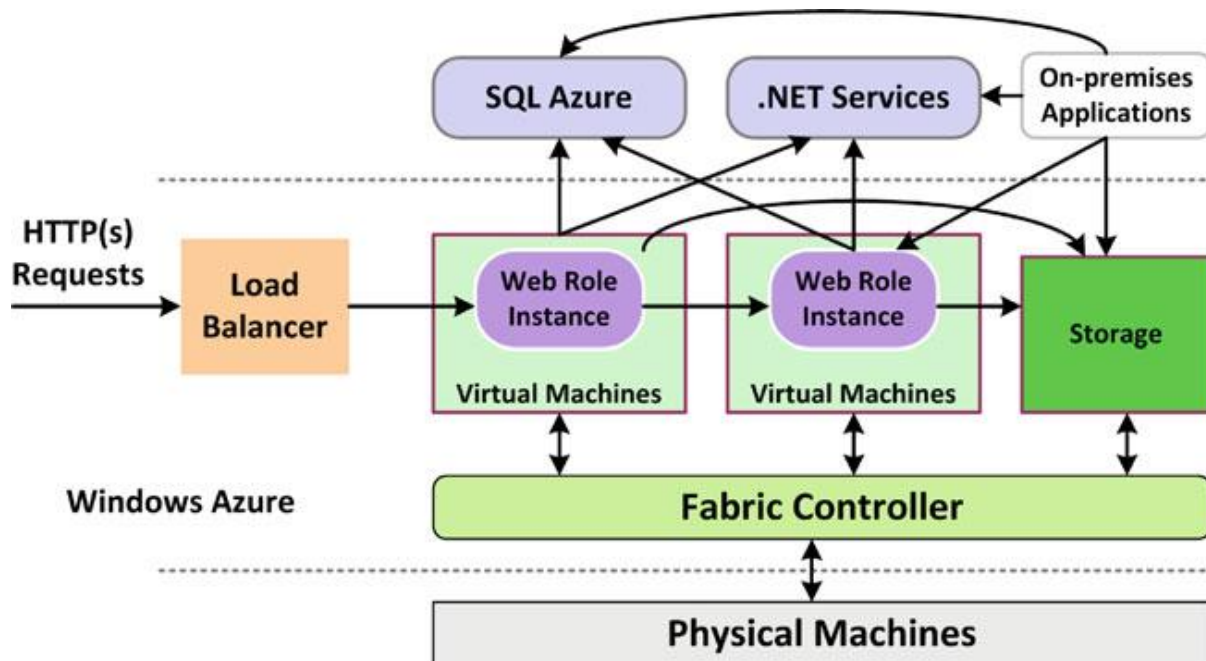 SQL Azure
.NET Services
On-premises
Applications
HTTP(s)
Requests
Load
Balancer
Web Role
Instance
Virtual Machines
Web Role
Instance
Virtual Machines
Storage
Windows Azure
Fabric Controller
Physical Machines